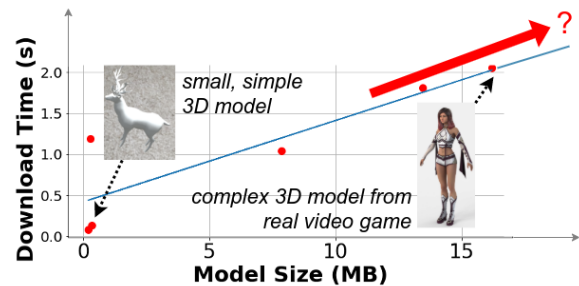 ?
Download Time (s)
2.0
1.5
1.0
0.5
0.0
small, simple
3D model
complex 3D model from
real video game
0
5
10
15
Model Size (MB)